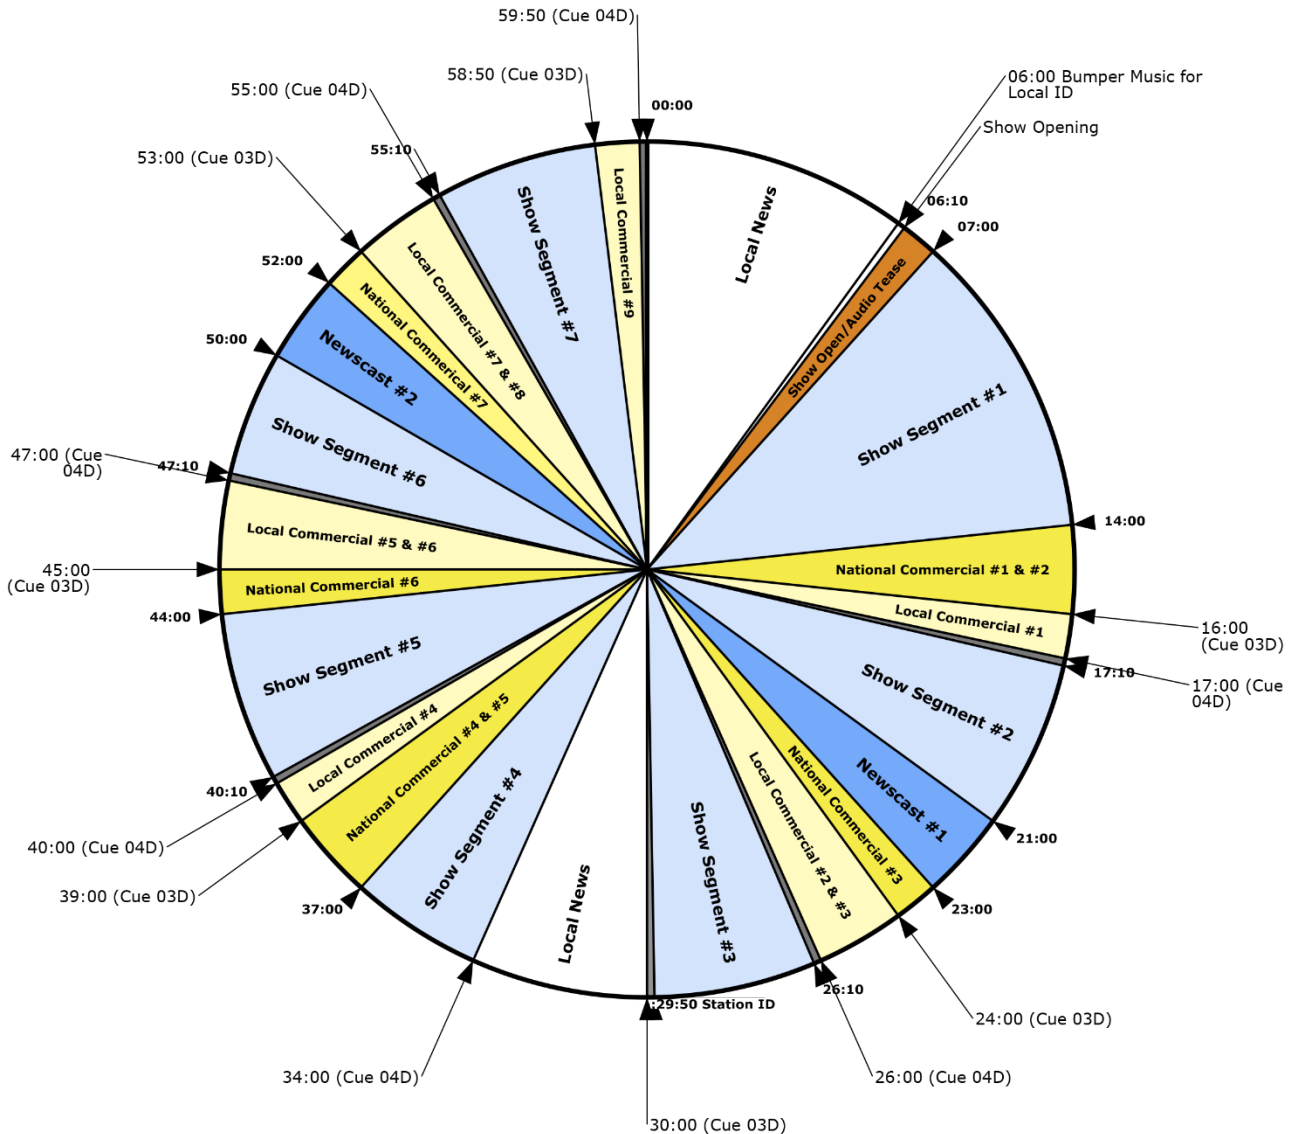 59:50 (Cue 04D)
58:50 (Cue 03D)
55:00 (Cue 04D)
00:00
06:00 Bumper Music for
Local ID
Show Opening
55:10
53:00 (Cue 03D)
06:10
07:00
52:00
50:00
47:00 (Cue
04D)
47:10
45:00
(Cue 03D)
44:00
40:10
40:00 (Cue 04D)
39:00 (Cue 03D)
37:00
34:00 (Cue 04D)
30:00 (Cue 03D)
:29:50 Station ID
26:10
26:00 (Cue 04D)
24:00 (Cue 03D)
23:00
21:00
17:10
17:00 (Cue
04D)
16:00
(Cue 03D)
14:00
Local News
Show Open/Audio Tease
Show Segment #1
National Commercial #1 & #2
Local Commercial #1
Show Segment #2
Newscast #1
National Commercial #3
Local Commercial #2 & #3
Show Segment #3
Local News
Show Segment #4
National Commercial #4 & #5
Local Commercial #4
Show Segment #5
National Commercial #6
Local Commercial #5 & #6
Show Segment #6
Newscast #2
National Commerical #7
Local Commercial #7 & #8
Show Segment #7
Local Commercial #9